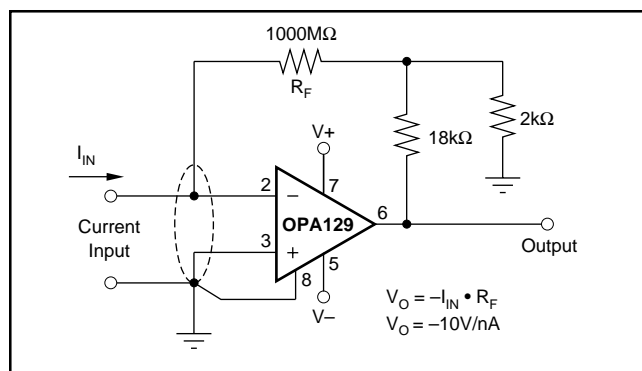 1000MΩ
R_F
18kΩ
2kΩ
I_IN
V+
7
2
–
OPA129
6
3
+
5
8
V–
Current
Input
Output
V_O = –I_IN • R_F
V_O = –10V/nA